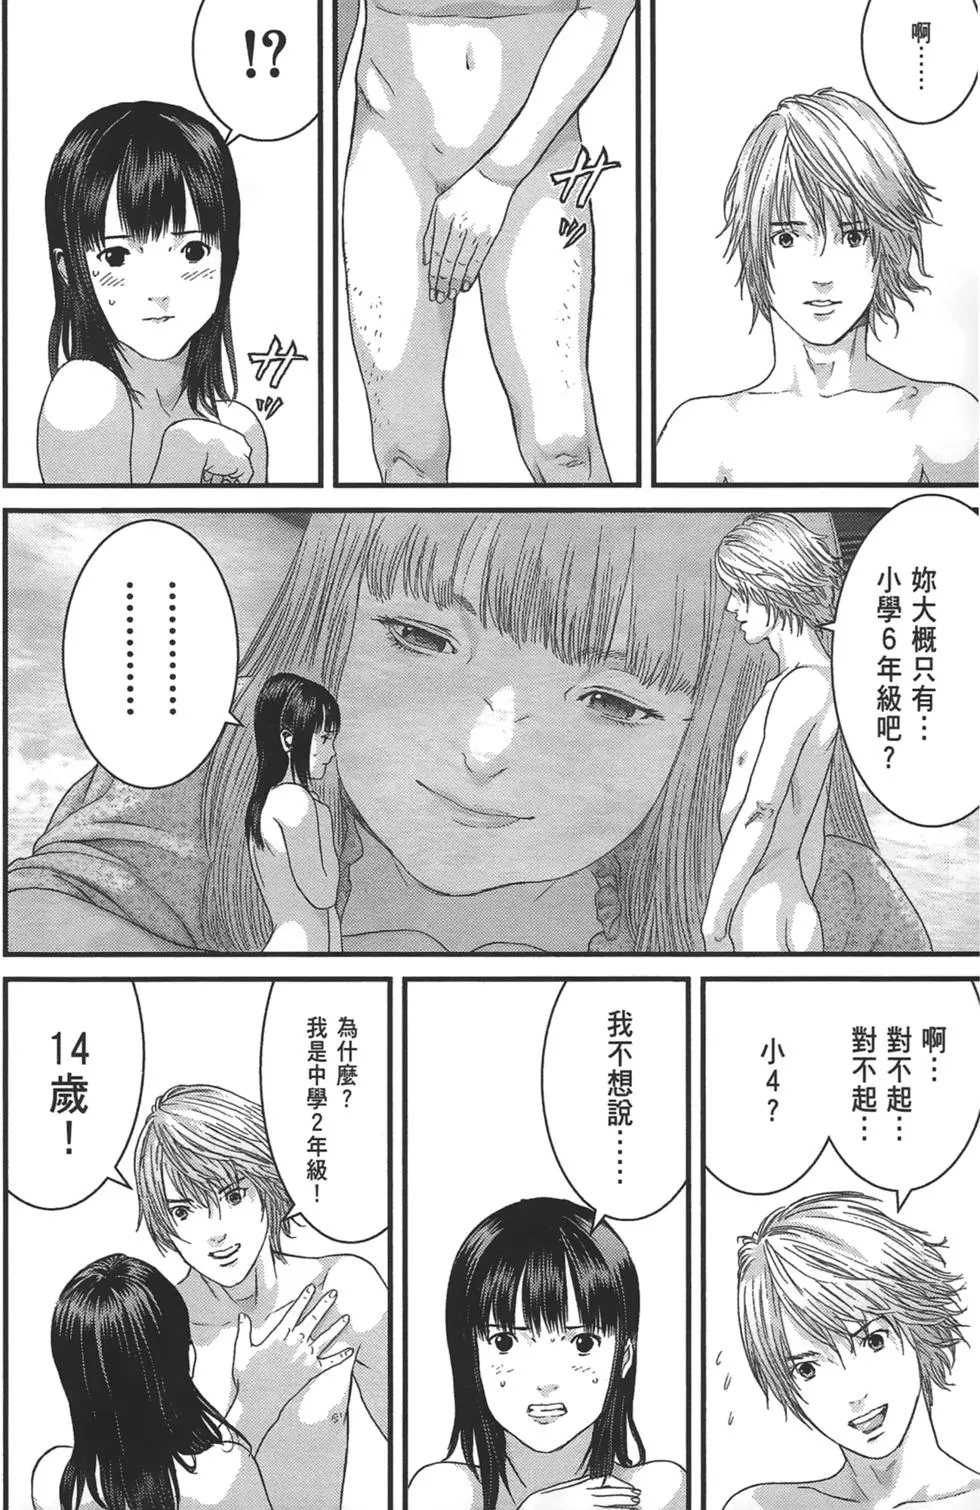 啊……
サッ
!?
サッ
妳大概只有…
小學6年級吧?
…………
…………
啊…
對不起…
對不起…
小4?
我不想說……
為什麼?
我是中學2年級!
14歲!